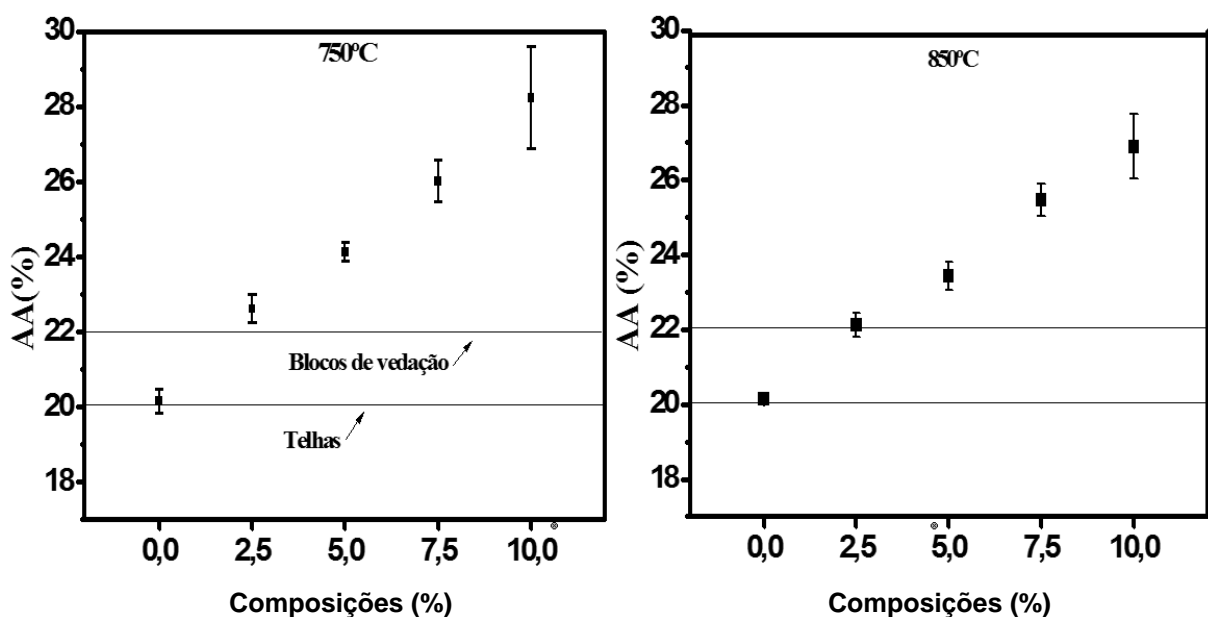 750ºC
AA(%)
30
28
26
24
22
20
18
Blocos de vedação
Telhas
0,0 2,5 5,0 7,5 10,0
Composições (%)
850ºC
AA (%)
30
28
26
24
22
20
18
0,0 2,5 5,0 7,5 10,0
Composições (%)